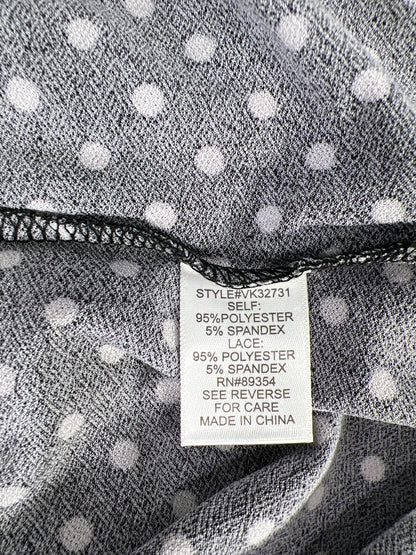 STYLE#VK32731
SELF:
95%POLYESTER
5% SPANDEX
LACE:
95% POLYESTER
5% SPANDEX
RN#89354
SEE REVERSE
FOR CARE
MADE IN CHINA